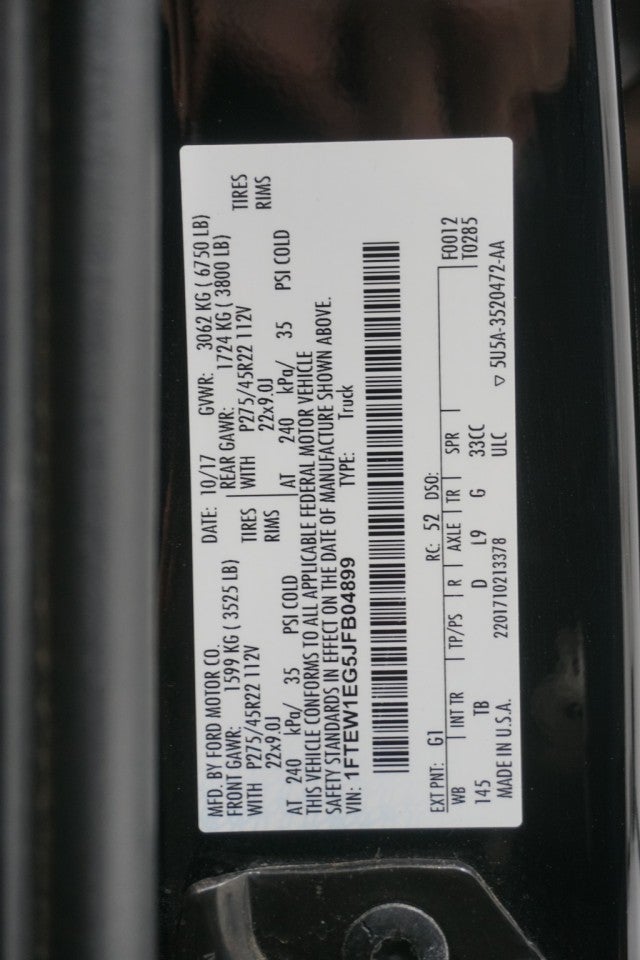 MFD. BY FORD MOTOR CO.
DATE: 10/17 GVWR: 3062 KG ( 6750 LB)
FRONT GAWR: 1599 KG ( 3525 LB)
REAR GAWR: 1724 KG ( 3800 LB)
WITH P275/45R22 112V TIRES
WITH P275/45R22 112V TIRES
22x9.0J RIMS
22x9.0J RIMS
AT 240 kPa/ 35 PSI COLD
AT 240 kPa/ 35 PSI COLD
THIS VEHICLE CONFORMS TO ALL APPLICABLE FEDERAL MOTOR VEHICLE
SAFETY STANDARDS IN EFFECT ON THE DATE OF MANUFACTURE SHOWN ABOVE.
VIN: 1FTEW1EG5JFB04899 TYPE: Truck
EXT PNT: G1 RC: 52 DSO: F0012
WB INT TR TP/PS R AXLE TR SPR T0285
145 TB D L9 G 33CC
MADE IN U.S.A. 2201710213378 ULC ▽ 5U5A-3520472-AA